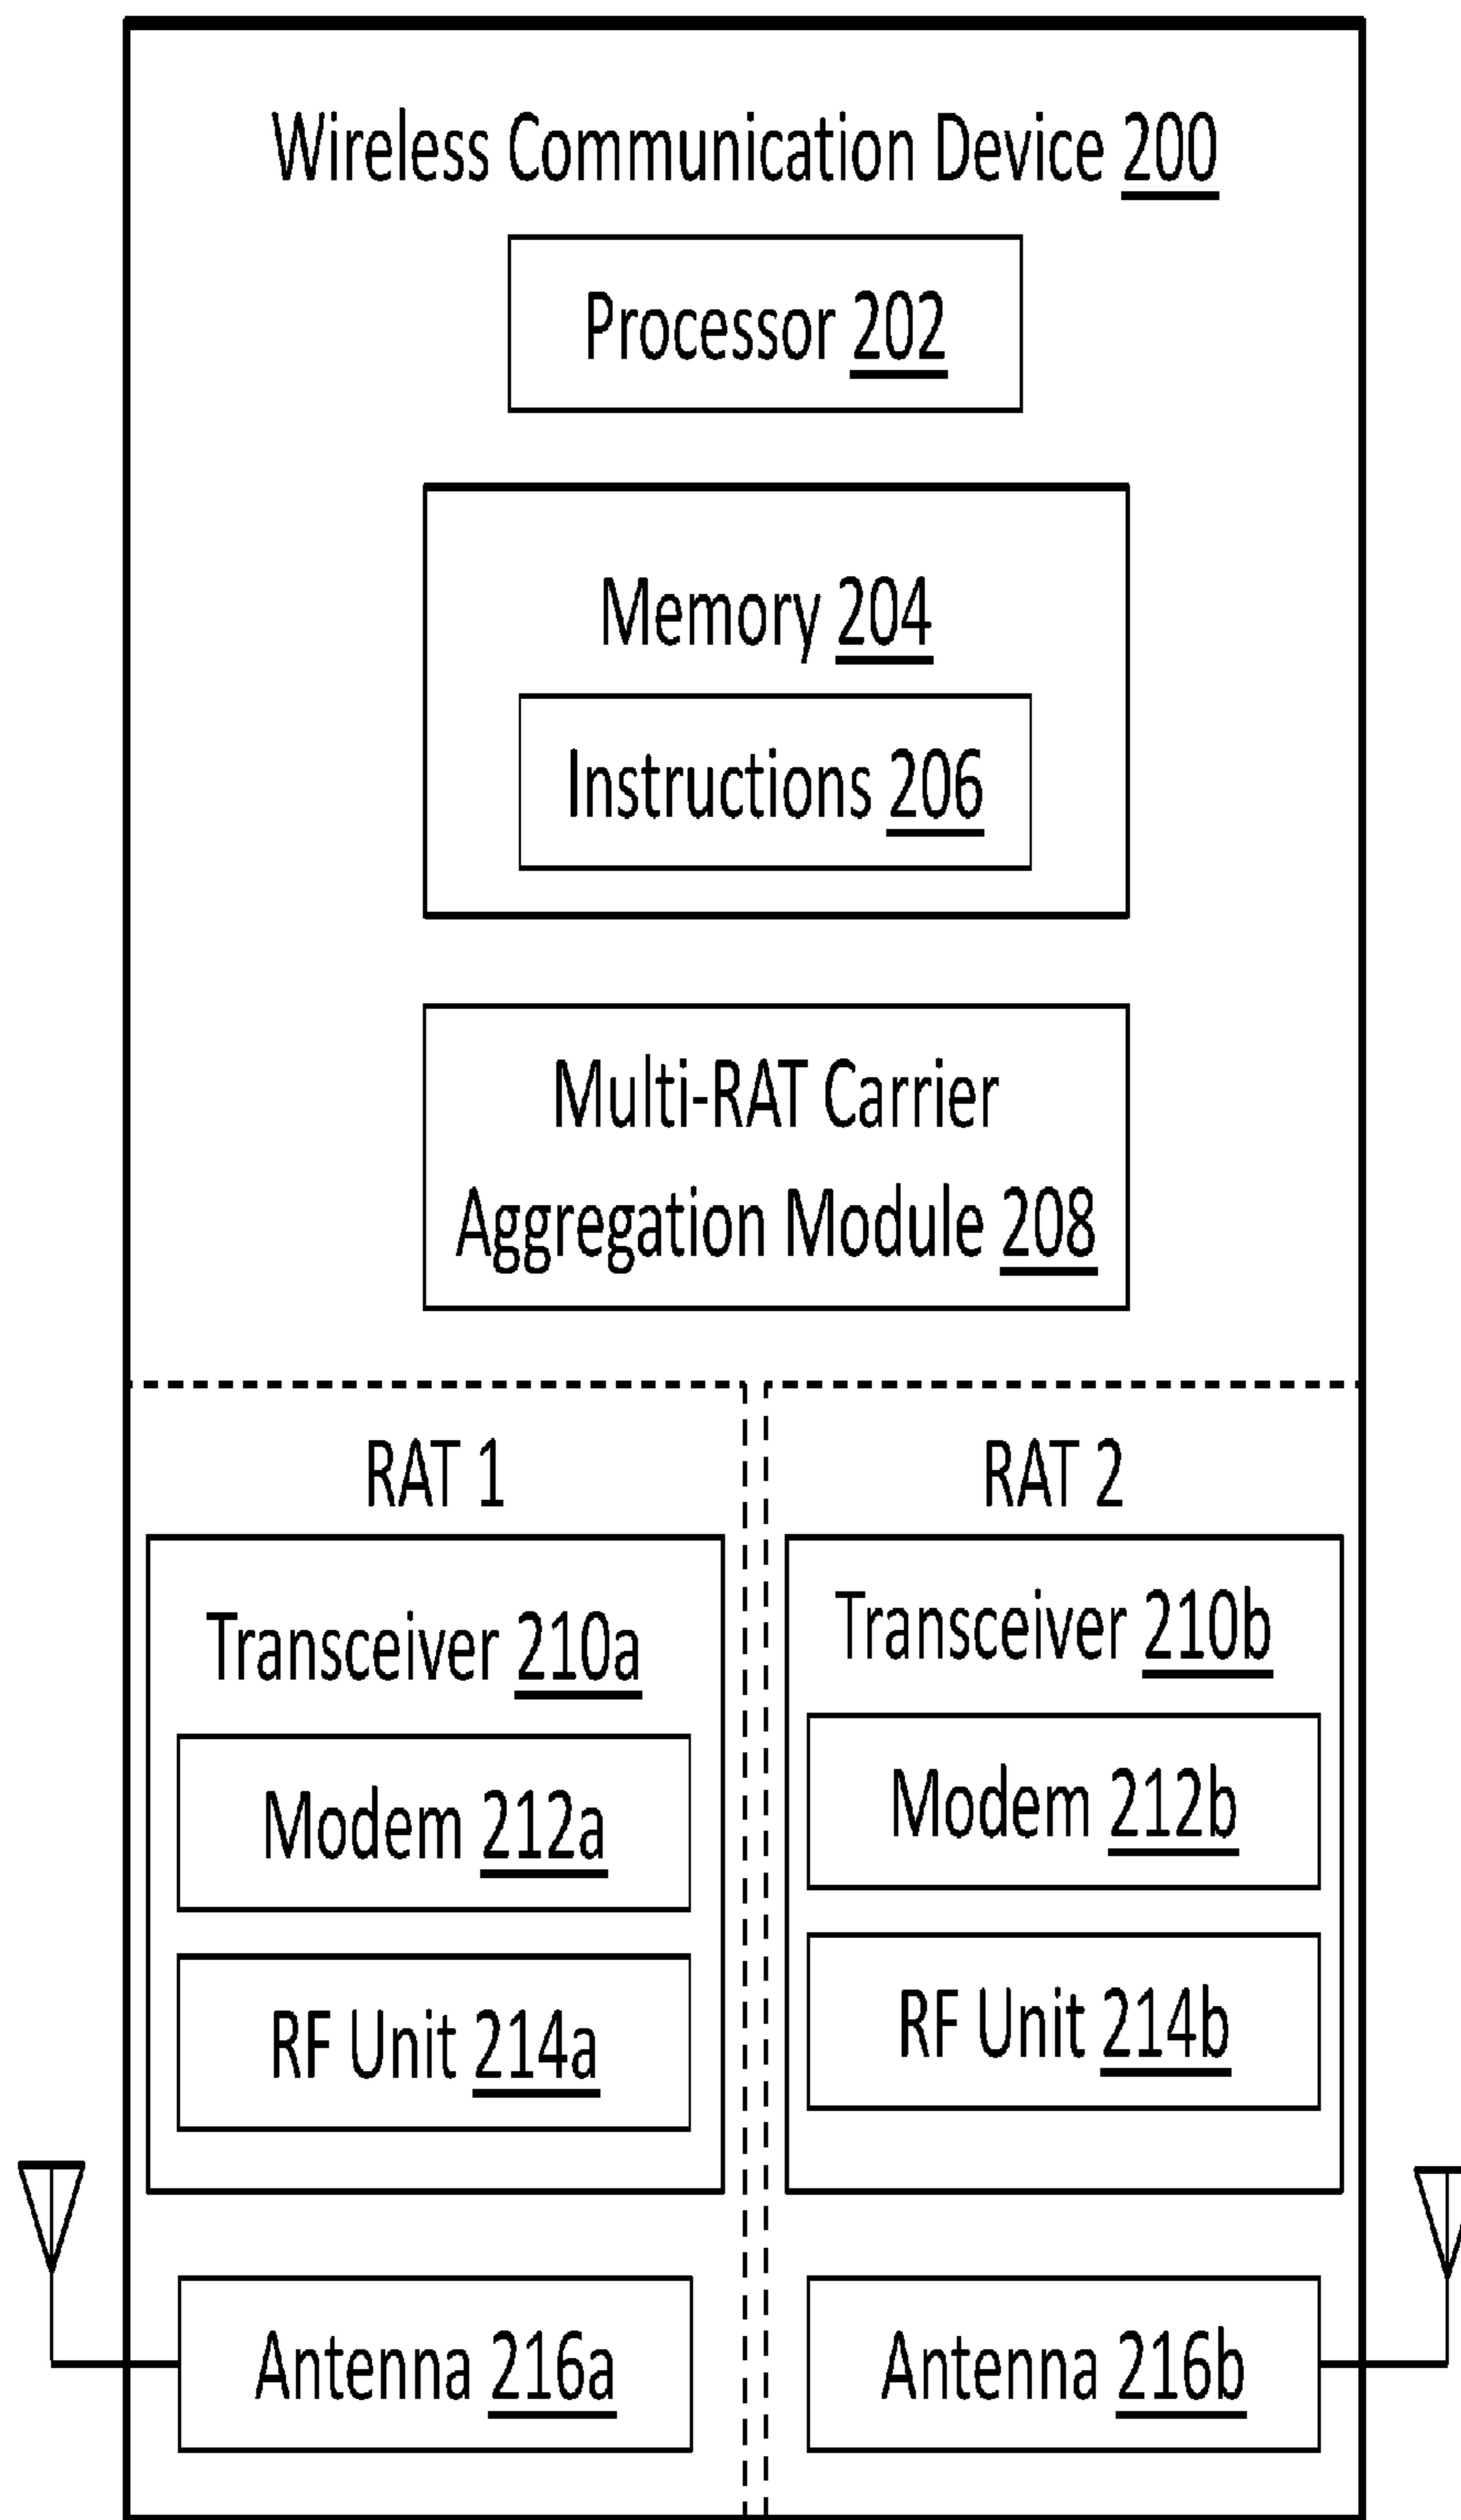 Wireless Communication Device 200
Processor 202
Memory 204
Instructions 206
Multi-RAT Carrier
Aggregation Module 208
RAT 1
Transceiver 210a
Modem 212a
RF Unit 214a
Antenna 216a
RAT 2
Transceiver 210b
Modem 212b
RF Unit 214b
Antenna 216b